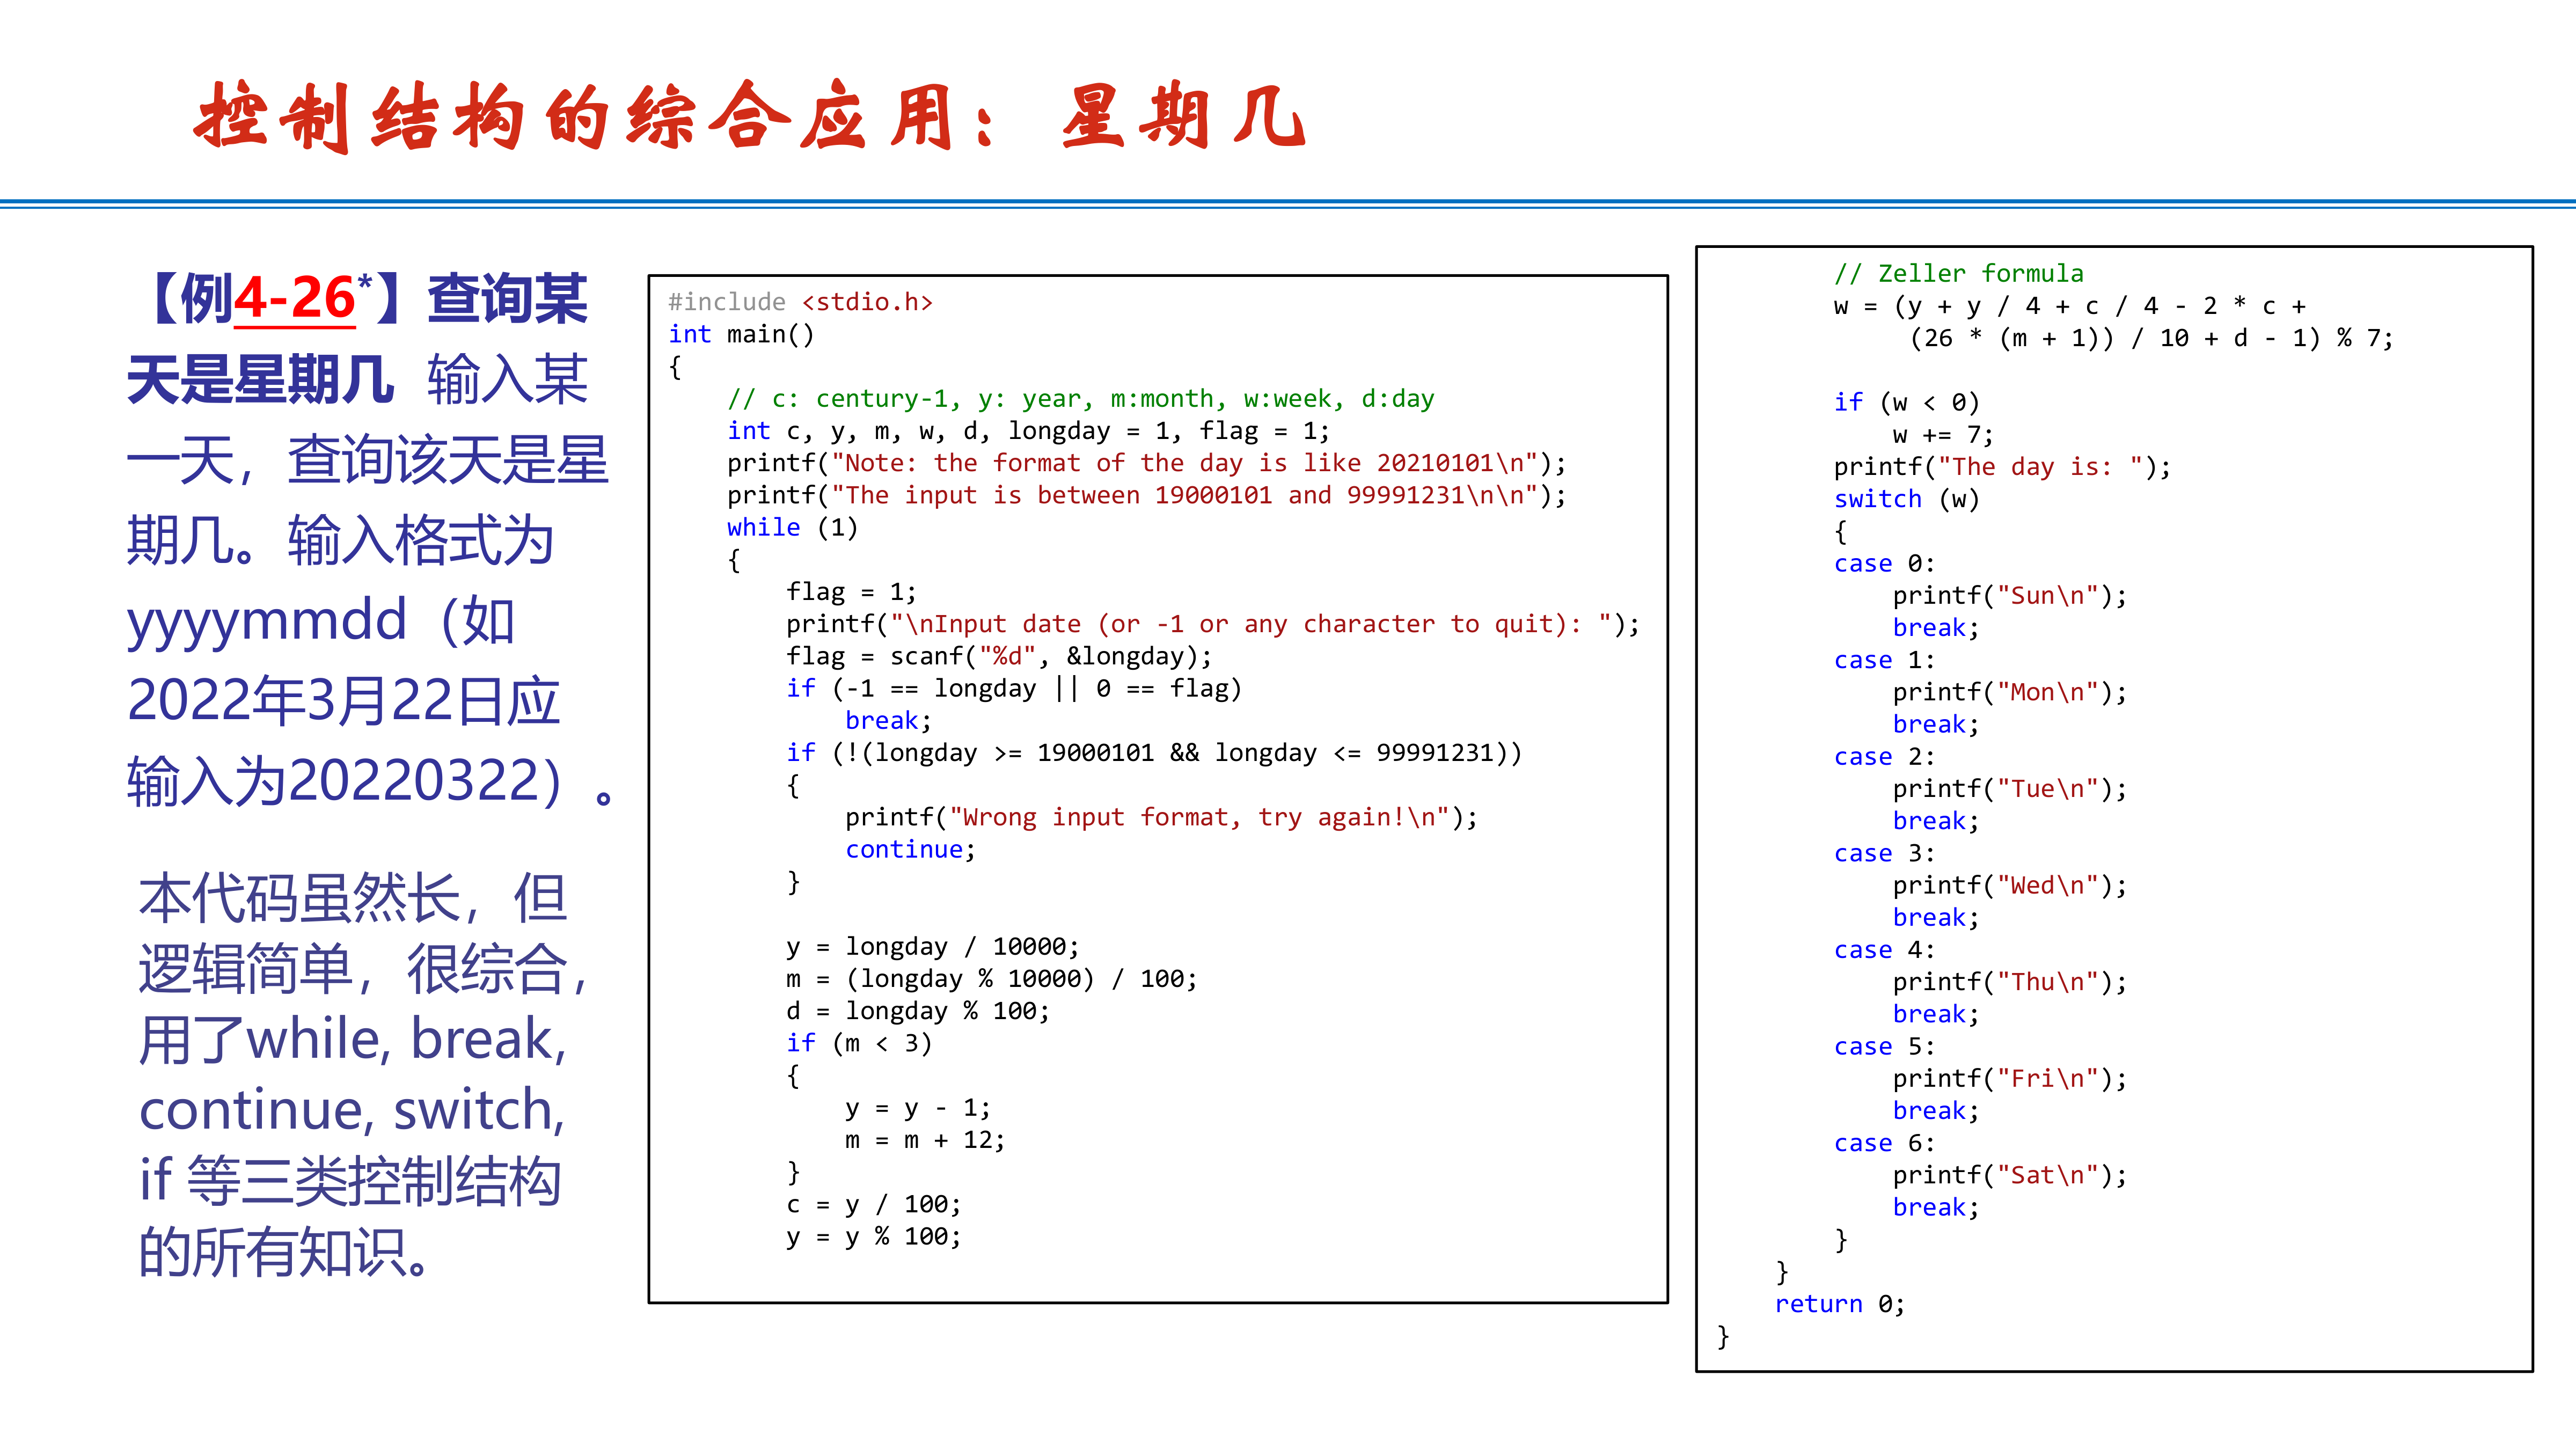 控制结构的综合应用：星期几
【例4-26*】查询某
天是星期几 输入某
一天，查询该天是星
期几。输入格式为
yyyymmdd（如
2022年3月22日应
输入为20220322）。
本代码虽然长，但
逻辑简单，很综合，
用了while, break,
continue, switch,
if 等三类控制结构
的所有知识。
#include <stdio.h>
int main()
{
    // c: century-1, y: year, m:month, w:week, d:day
    int c, y, m, w, d, longday = 1, flag = 1;
    printf("Note: the format of the day is like 20210101\n");
    printf("The input is between 19000101 and 99991231\n\n");
    while (1)
    {
        flag = 1;
        printf("\nInput date (or -1 or any character to quit): ");
        flag = scanf("%d", &longday);
        if (-1 == longday || 0 == flag)
            break;
        if (!(longday >= 19000101 && longday <= 99991231))
        {
            printf("Wrong input format, try again!\n");
            continue;
        }
        y = longday / 10000;
        m = (longday % 10000) / 100;
        d = longday % 100;
        if (m < 3)
        {
            y = y - 1;
            m = m + 12;
        }
        c = y / 100;
        y = y % 100;
        // Zeller formula
        w = (y + y / 4 + c / 4 - 2 * c +
             (26 * (m + 1)) / 10 + d - 1) % 7;
        if (w < 0)
            w += 7;
        printf("The day is: ");
        switch (w)
        {
        case 0:
            printf("Sun\n");
            break;
        case 1:
            printf("Mon\n");
            break;
        case 2:
            printf("Tue\n");
            break;
        case 3:
            printf("Wed\n");
            break;
        case 4:
            printf("Thu\n");
            break;
        case 5:
            printf("Fri\n");
            break;
        case 6:
            printf("Sat\n");
            break;
        }
    }
    return 0;
}